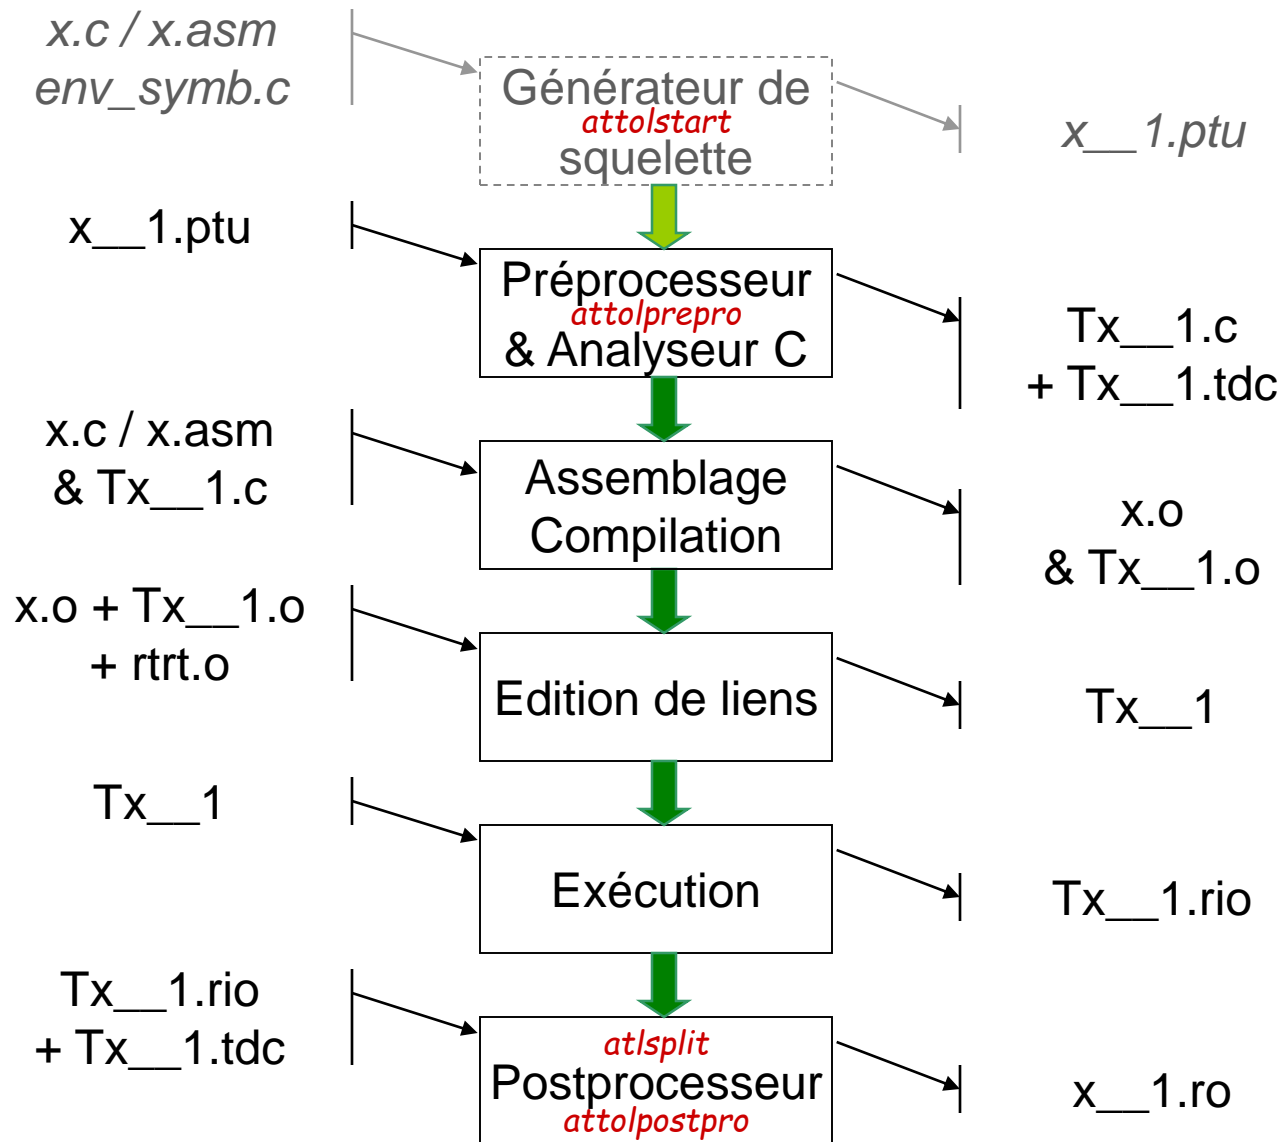 x.c / x.asm
env_symb.c
Générateur de
attolstart
squelette
x__1.ptu
x__1.ptu
Préprocesseur
attolprepro
& Analyseur C
Tx__1.c
+ Tx__1.tdc
x.c / x.asm
& Tx__1.c
Assemblage
Compilation
x.o
& Tx__1.o
x.o + Tx__1.o
+ rtrt.o
Edition de liens
Tx__1
Tx__1
Exécution
Tx__1.rio
Tx__1.rio
+ Tx__1.tdc
atlsplit
Postprocesseur
attolpostpro
x__1.ro